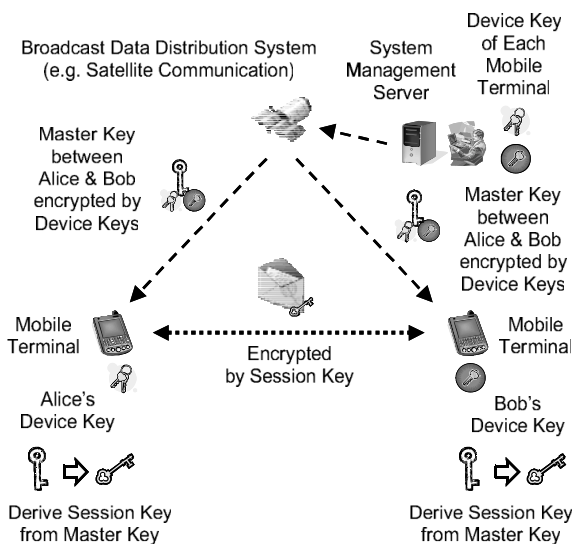 Broadcast Data Distribution System
(e.g. Satellite Communication)
System
Management
Server
Device Key
of Each
Mobile
Terminal
Master Key
between
Alice & Bob
encrypted by
Device Keys
Master Key
between
Alice & Bob
encrypted by
Device Keys
Mobile
Terminal
Encrypted
by Session Key
Mobile
Terminal
Alice's
Device Key
Bob's
Device Key
Derive Session Key
from Master Key
Derive Session Key
from Master Key